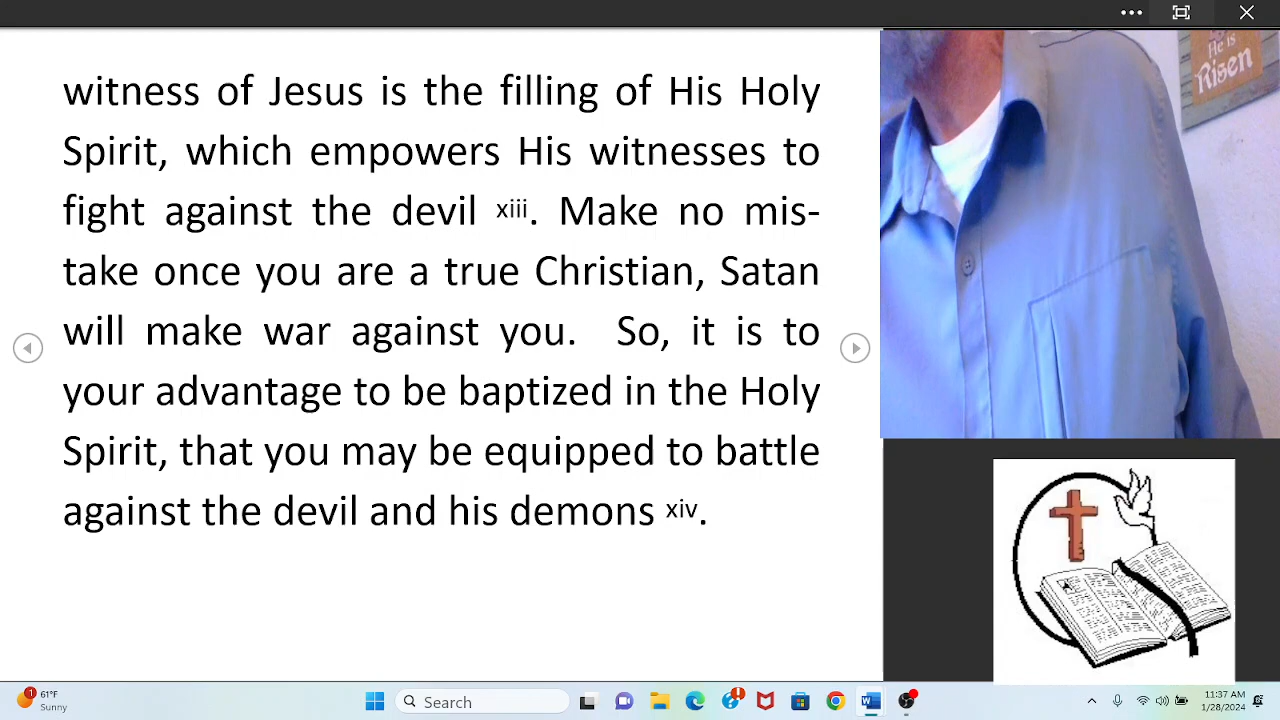 witness of Jesus is the filling of His Holy
Spirit, which empowers His witnesses to
fight against the devil xiii. Make no mis-
take once you are a true Christian, Satan
will make war against you. So, it is to
your advantage to be baptized in the Holy
Spirit, that you may be equipped to battle
against the devil and his demons xiv.
He is
Risen
1
61°F
Sunny
Search
11:37 AM
1/28/2024